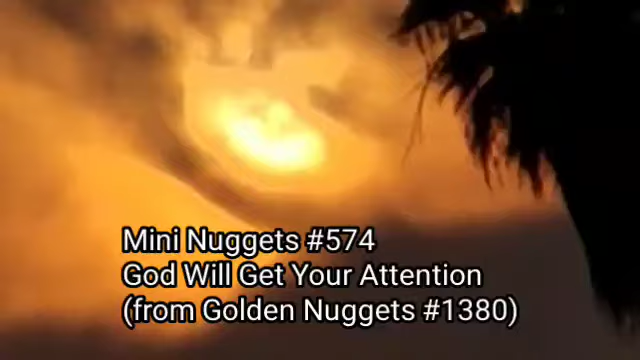 Mini Nuggets #574
God Will Get Your Attention
(from Golden Nuggets #1380)